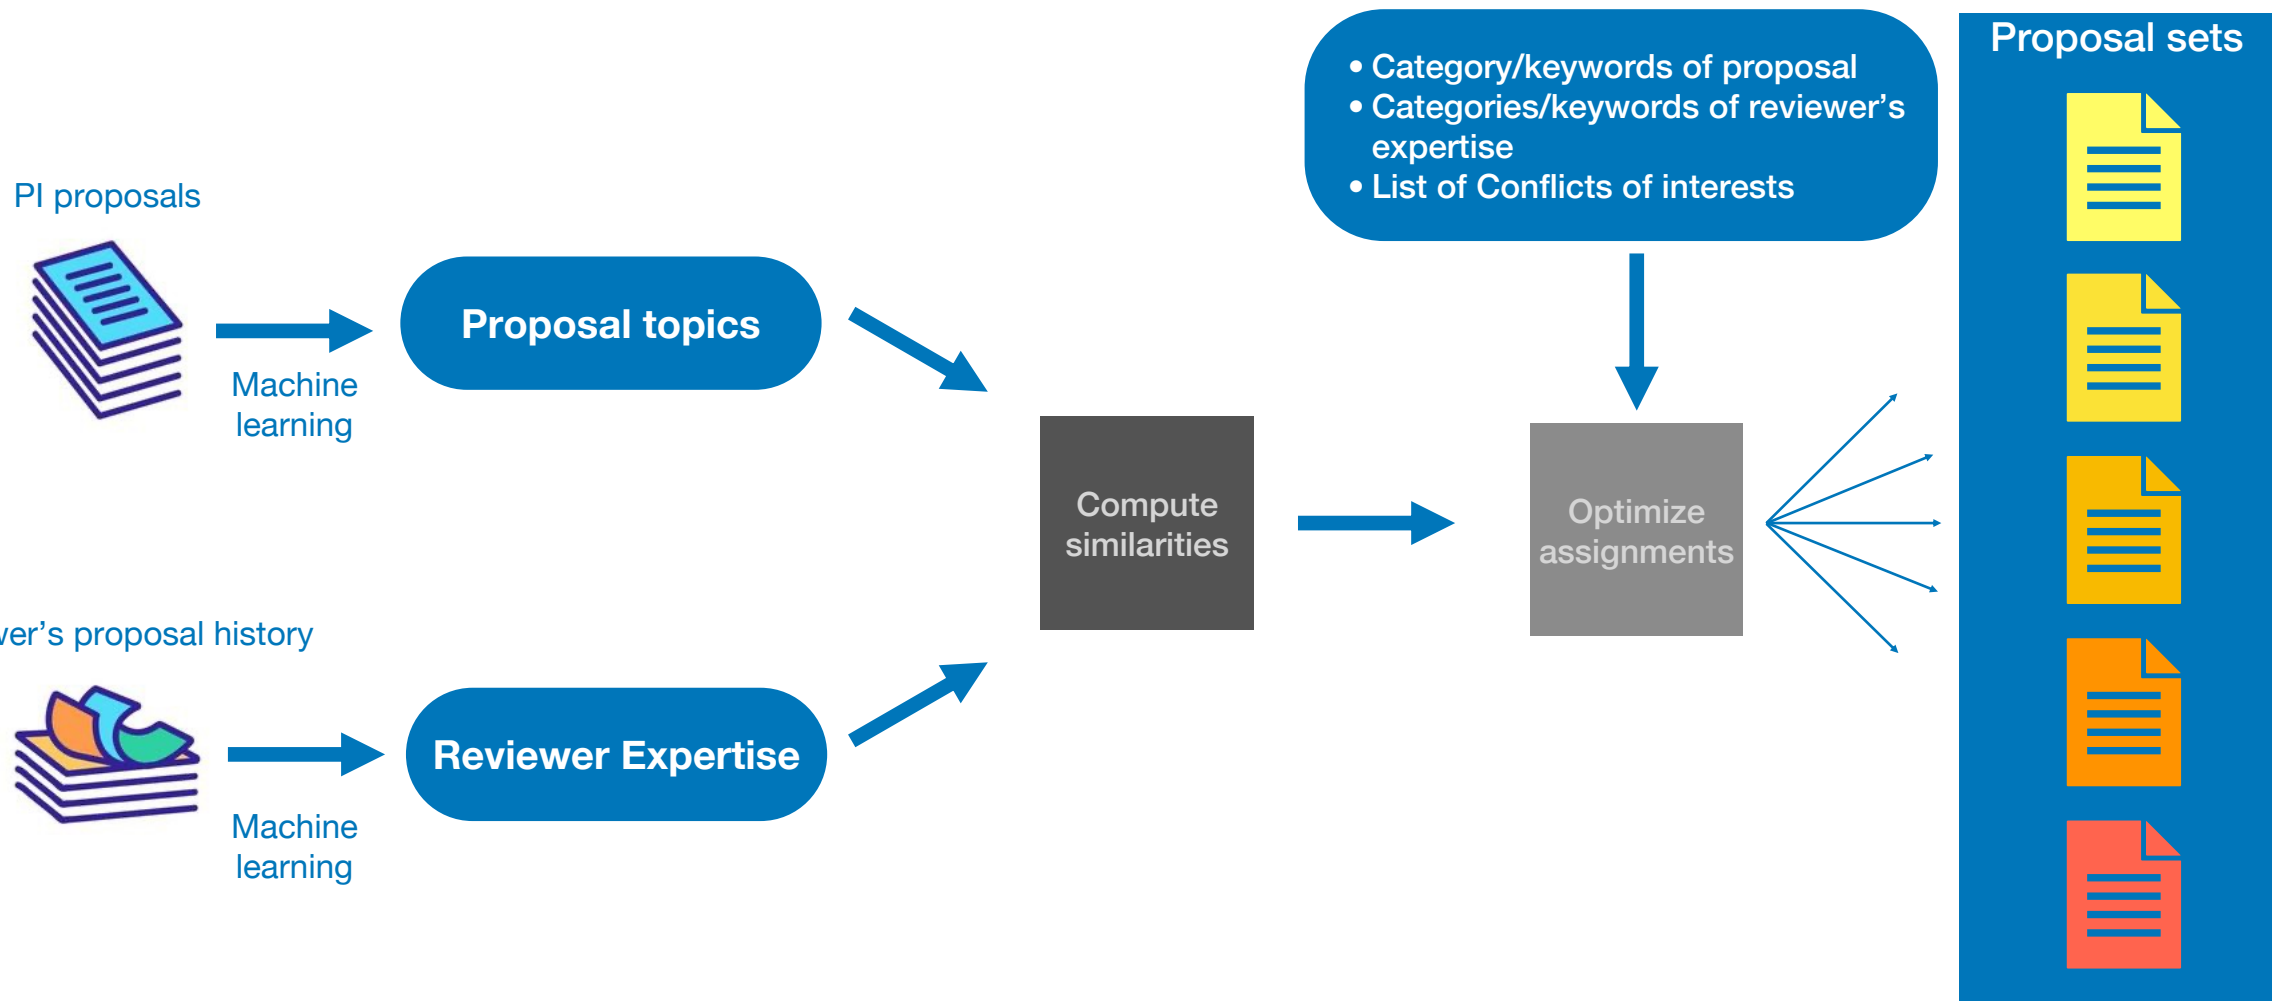 PI proposals
Machine
learning
Proposal topics
wer's proposal history
Machine
learning
Reviewer Expertise
Compute
similarities
• Category/keywords of proposal
• Categories/keywords of reviewer’s
expertise
• List of Conflicts of interests
Optimize
assignments
Proposal sets